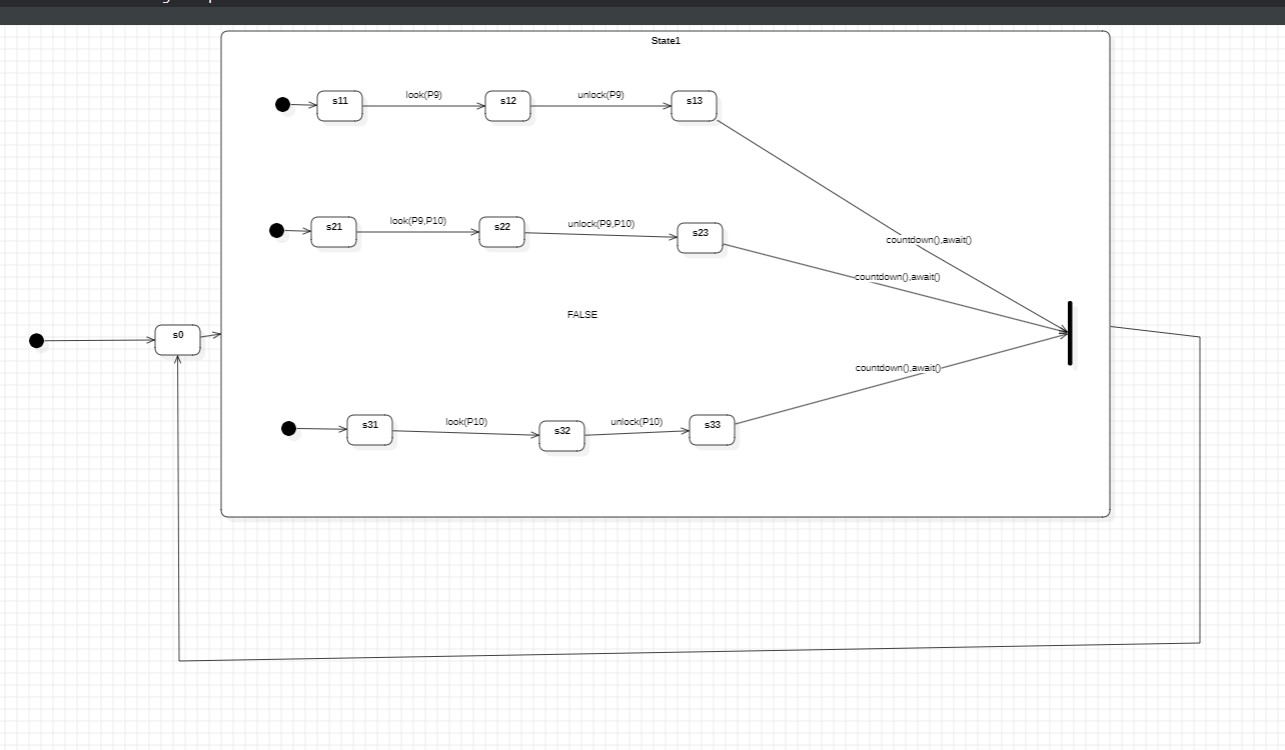 State1
s11
look(P9)
s12
unlock(P9)
s13
s21
look(P9,P10)
s22
unlock(P9,P10)
s23
countdown(),await()
countdown(),await()
FALSE
s0
countdown(),await()
s31
look(P10)
s32
unlock(P10)
s33